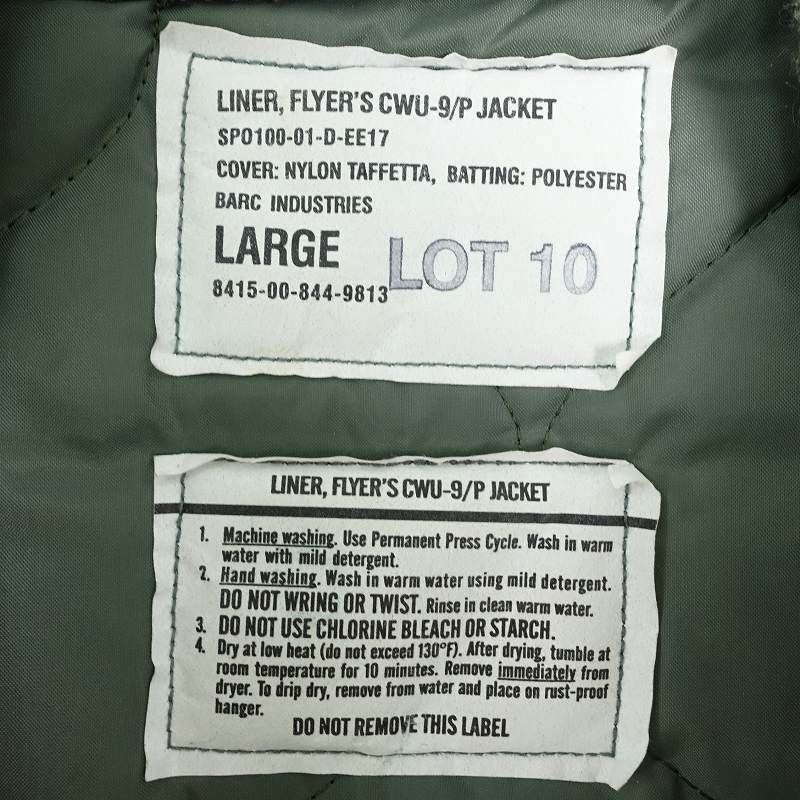 LINER, FLYER'S CWU-9/P JACKET
SPO100-01-D-EE17
COVER: NYLON TAFFETTA, BATTING: POLYESTER
BARC INDUSTRIES
LARGE LOT 10
8415-00-844-9813
LINER, FLYER'S CWU-9/P JACKET
1. Machine washing. Use Permanent Press Cycle. Wash in warm
water with mild detergent.
2. Hand washing. Wash in warm water using mild detergent.
DO NOT WRING OR TWIST. Rinse in clean warm water.
3. DO NOT USE CHLORINE BLEACH OR STARCH.
4. Dry at low heat (do not exceed 130°F). After drying, tumble at
room temperature for 10 minutes. Remove immediately from
dryer. To drip dry, remove from water and place on rust-proof
hanger.
DO NOT REMOVE THIS LABEL